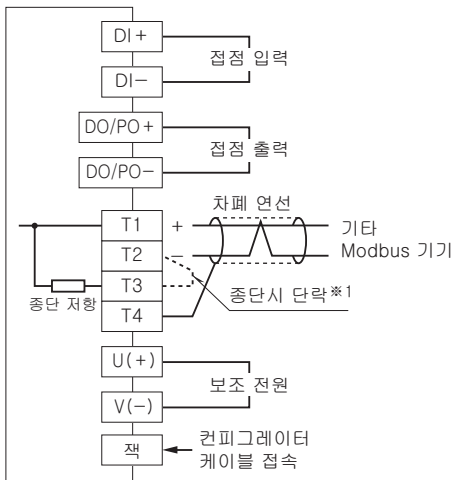 DI+
접점 입력
DI−
DO/PO+
접점 출력
DO/PO−
차폐 연선
T1
+
기타
T2
−
Modbus 기기
T3
종단시 단락※1
종단 저항
T4
U(+)
보조 전원
V(−)
잭
컨피그레이터
케이블 접속